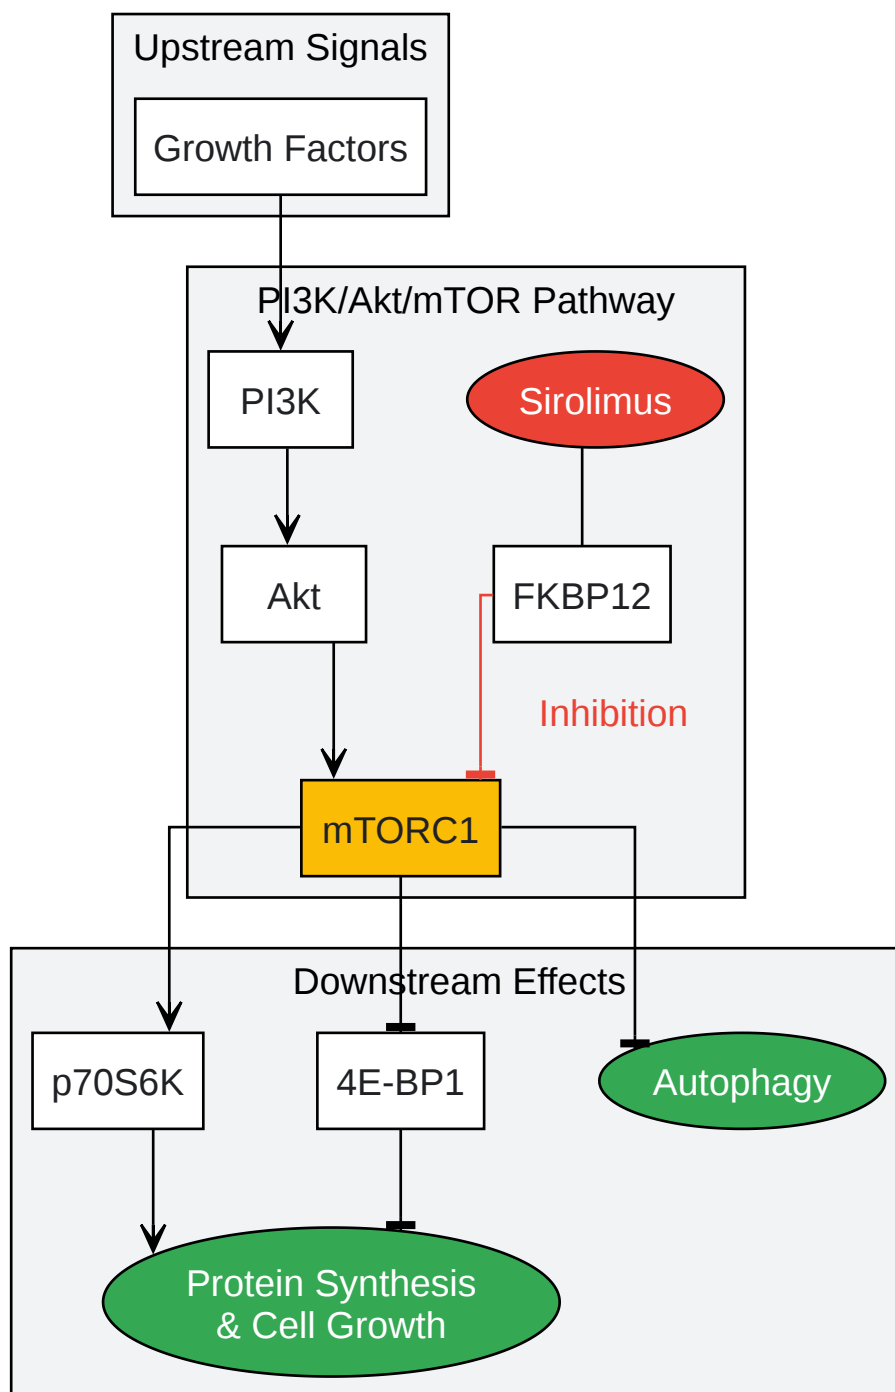 Upstream Signals
Growth Factors
PI3K/Akt/mTOR Pathway
PI3K
Sirolimus
Akt
FKBP12
Inhibition
mTORC1
Downstream Effects
p70S6K
4E-BP1
Autophagy
Protein Synthesis
& Cell Growth